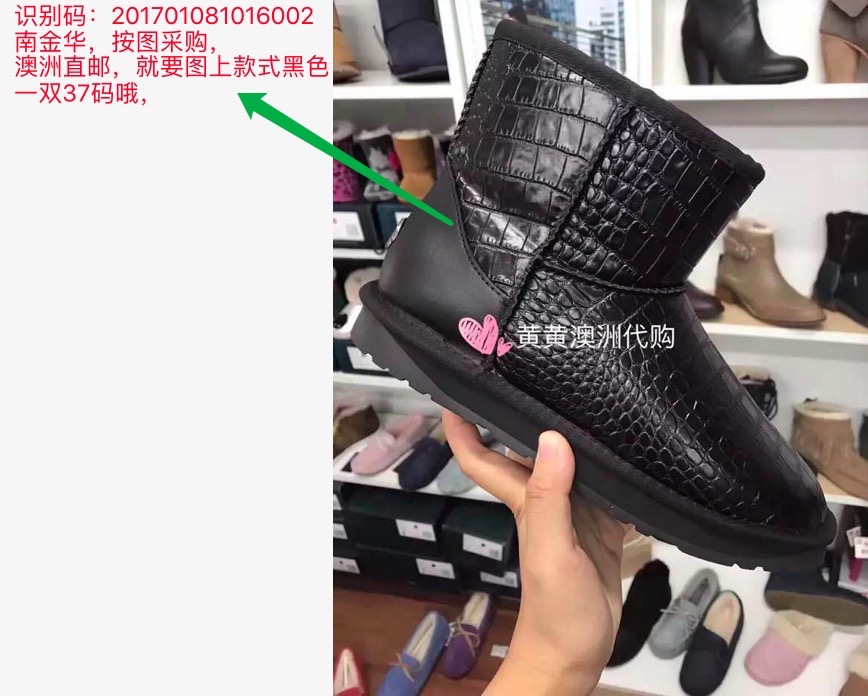 识别码：201701081016002
南金华，按图采购，
澳洲直邮，就要图上款式黑色
一双37码哦，
黄黄澳洲代购